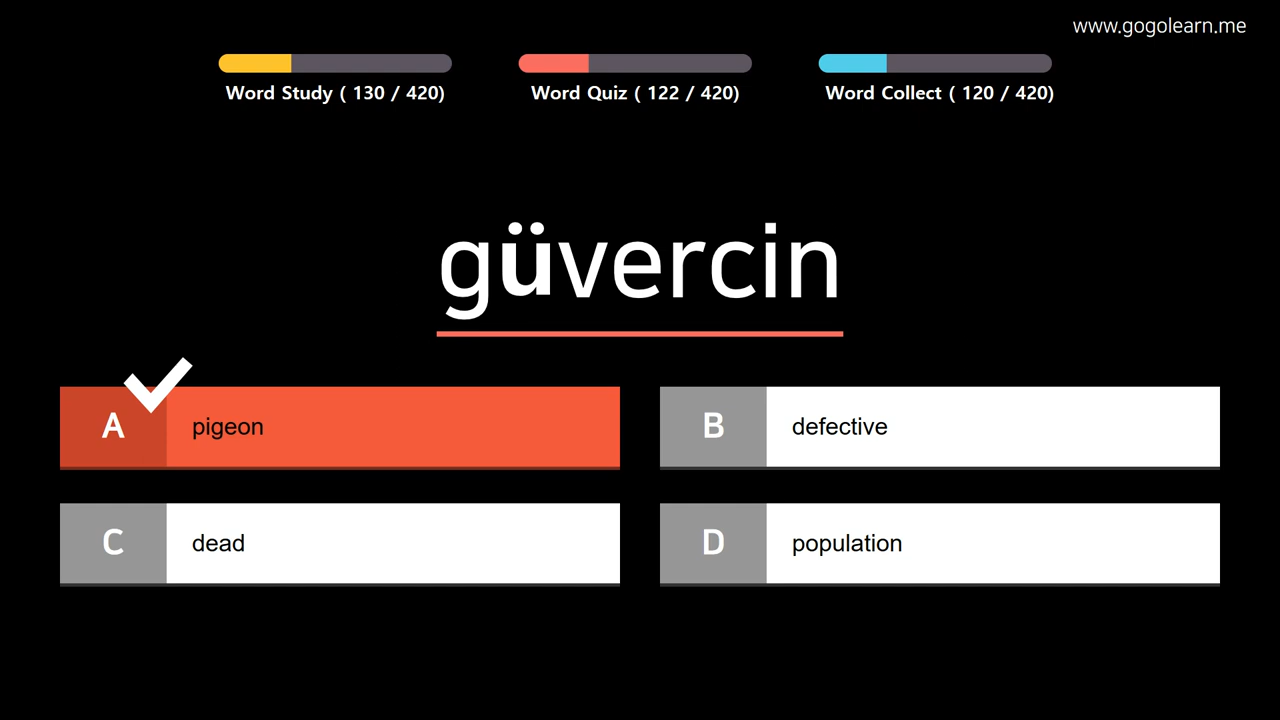 www.gogolearn.me
Word Study ( 130 / 420)
Word Quiz ( 122 / 420)
Word Collect ( 120 / 420)
güvercin
A pigeon
B defective
C dead
D population